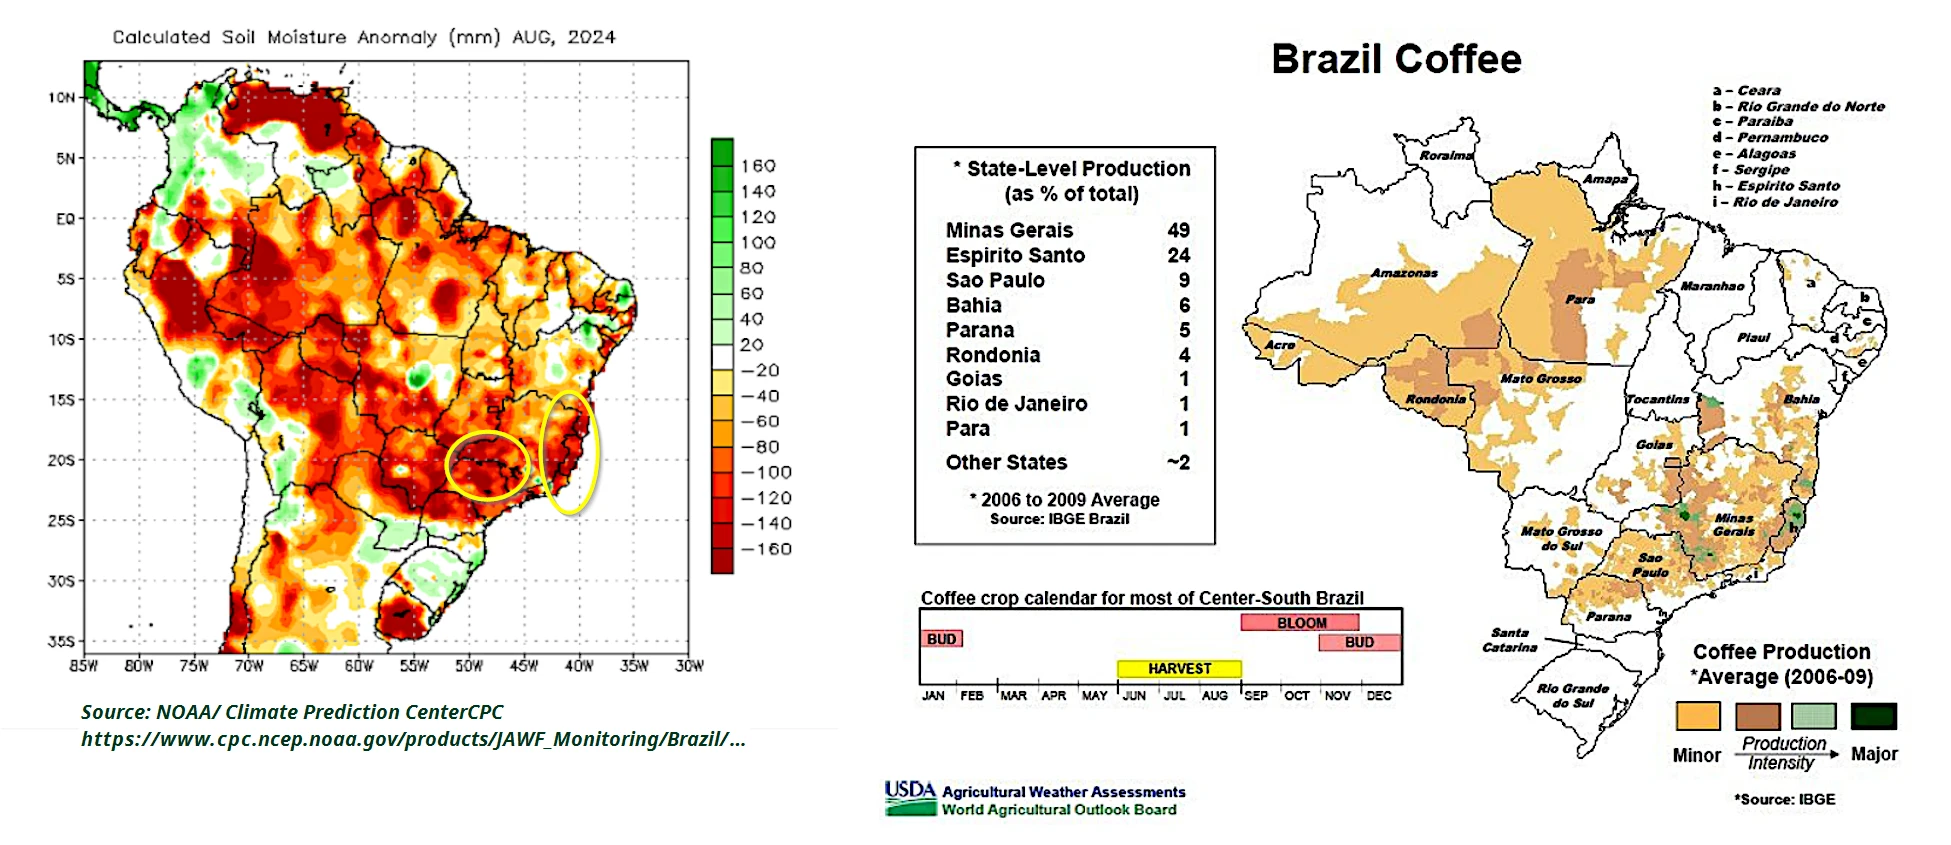 Calculated Soil Moisture Anomaly (mm) AUG, 2024
10N
5N
EQ
5S
10S
15S
20S
25S
30S
35S
85W 80W 75W 70W 65W 60W 55W 50W 45W 40W 35W 30W
160
140
120
100
80
60
40
20
-20
-40
-60
-80
-100
-120
-140
-160
Source: NOAA/ Climate Prediction CenterCPC
https://www.cpc.ncep.noaa.gov/products/JAWF_Monitoring/Brazil/...
Brazil Coffee
a - Ceara
b - Rio Grande do Norte
c - Paraiba
d - Pernambuco
e - Alagoas
f - Sergipe
h - Espirito Santo
i - Rio de Janeiro
* State-Level Production
(as % of total)
Minas Gerais 49
Espirito Santo 24
Sao Paulo 9
Bahia 6
Parana 5
Rondonia 4
Goias 1
Rio de Janeiro 1
Para 1
Other States ~2
* 2006 to 2009 Average
Source: IBGE Brazil
Coffee crop calendar for most of Center-South Brazil
BLOOM
BUD
BUD
HARVEST
JAN FEB MAR APR MAY JUN JUL AUG SEP OCT NOV DEC
Roraima
Amapa
Amazonas
Para
Maranhao
a
b
c
d
e
f
Piaui
Acre
Rondonia
Mato Grosso
Tocantins
Bahia
Goias
Minas
Gerais
h
Mato Grosso
do Sul
Sao
Paulo
i
Parana
Santa
Catarina
Rio Grande
do Sul
Coffee Production
*Average (2006-09)
Minor
Production
Intensity
Major
*Source: IBGE
USDA Agricultural Weather Assessments
World Agricultural Outlook Board